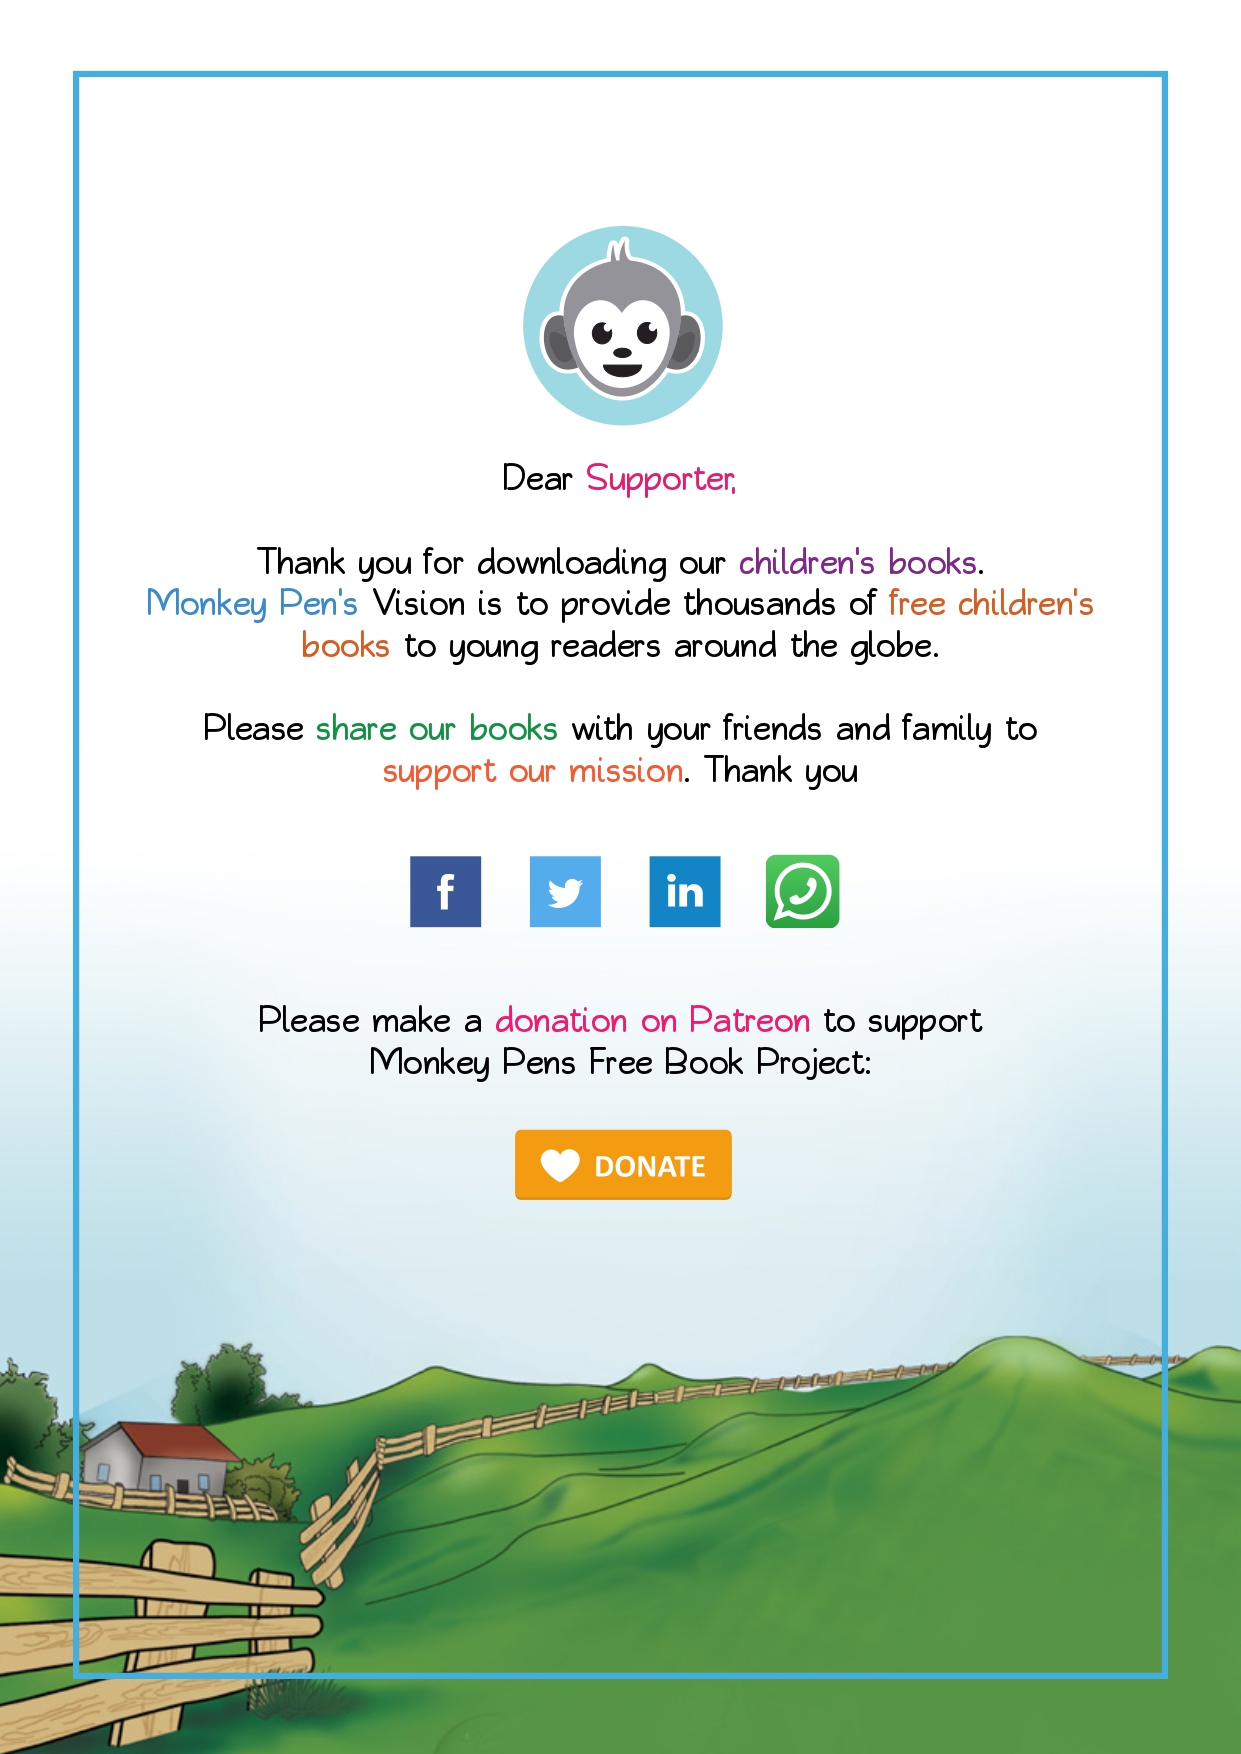 Dear Supporter,
Thank you for downloading our children's books.
Monkey Pen's Vision is to provide thousands of free children's
books to young readers around the globe.
Please share our books with your friends and family to
support our mission. Thank you
f in
Please make a donation on Patreon to support
Monkey Pens Free Book Project:
DONATE